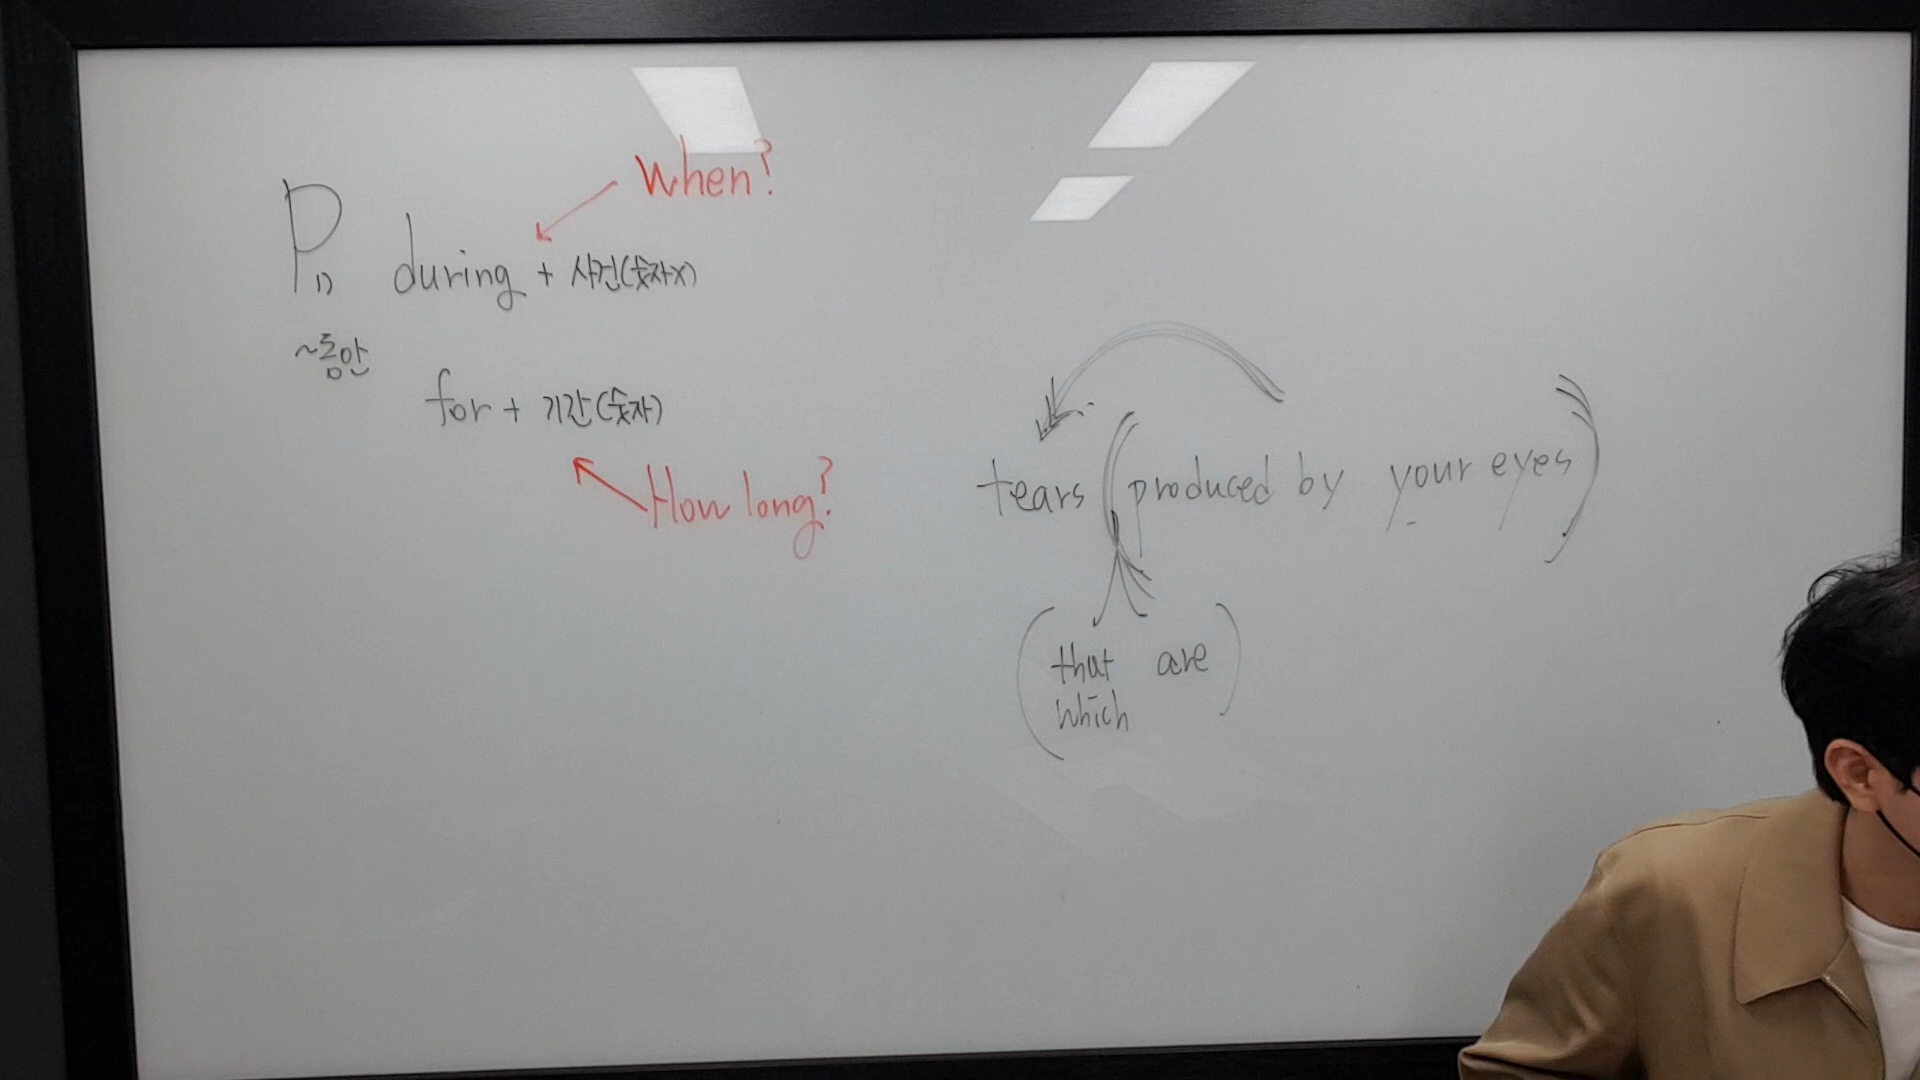 When?
P.1) during + 사건(숫자x)
~동안
for + 기간(숫자)
How long?
tears (produced by your eyes)
(that are)
which